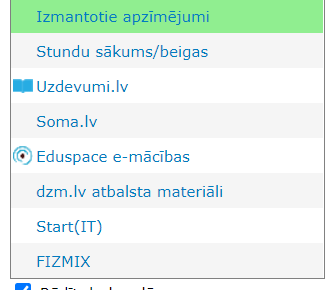 Izmantotie apzīmējumi
Stundu sākums/beigas
Uzdevumi.lv
Soma.lv
Eduspace e-mācības
dzm.lv atbalsta materiāli
Start(IT)
FIZMIX